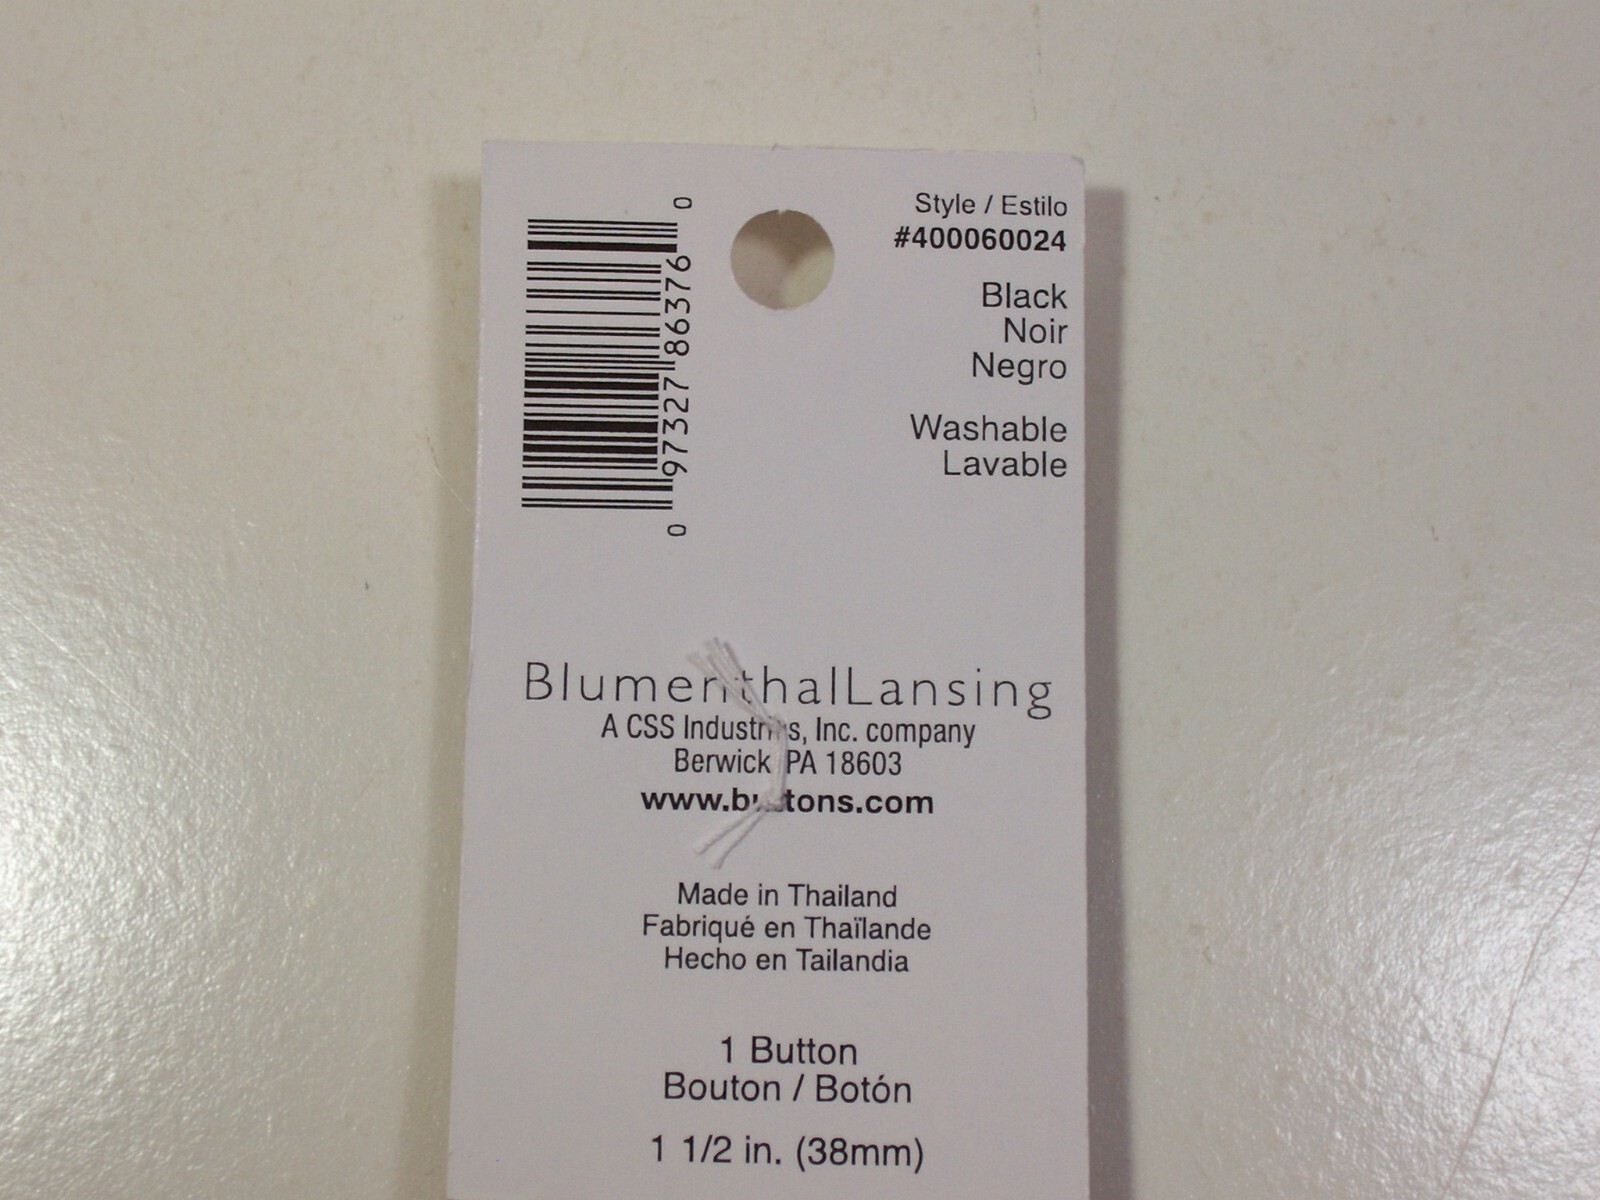 0 97327 86376 0
Style / Estilo
#400060024
Black
Noir
Negro
Washable
Lavable
BlumenthalLansing
A CSS Industries, Inc. company
Berwick PA 18603
www.buttons.com
Made in Thailand
Fabriqué en Thaïlande
Hecho en Tailandia
1 Button
Bouton / Botón
1 1/2 in. (38mm)